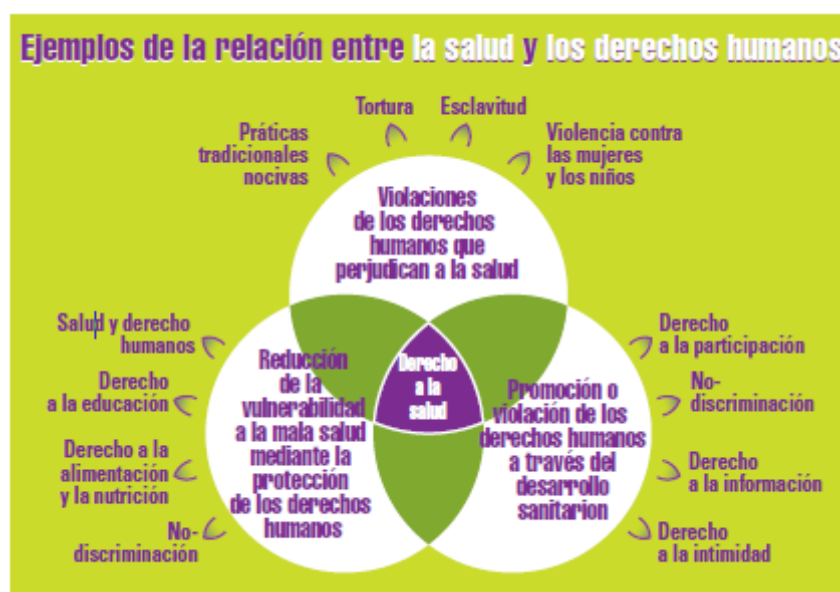 Ejemplos de la relación entre la salud y los derechos humanos
Tortura
Esclavitud
Práticas
tradicionales
nocivas
Violencia contra
las mujeres
y los niños
Violaciones
de los derechos
humanos que
perjudican a la salud
Salud y derecho
humanos
Derecho
a la educación
Derecho a la
alimentación
y la nutrición
No-
discriminación
Reducción
de la
vulnerabilidad
a la mala salud
mediante la
protección
de los derechos
humanos
Derecho
a la
salud
Promoción o
violación de los
derechos humanos
a través del
desarrollo
sanitarion
Derecho
a la participación
No-
discriminación
Derecho
a la información
Derecho
a la intimidad